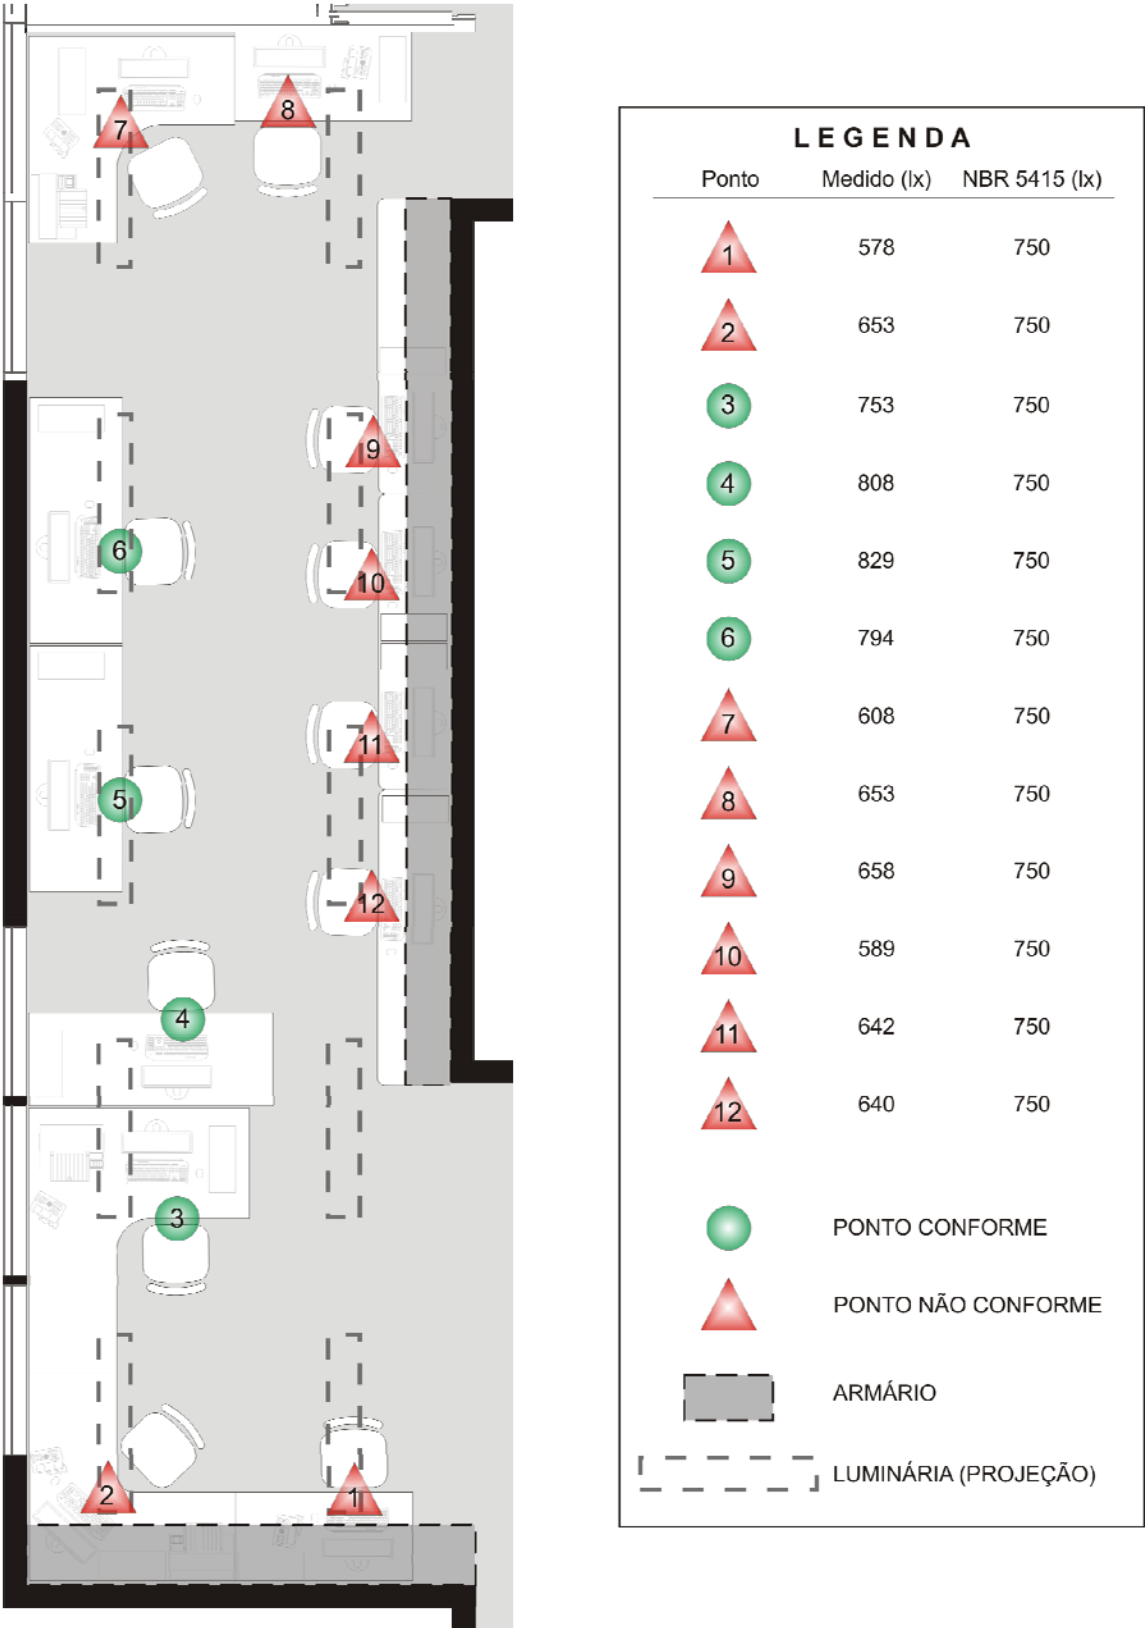 7
8
9
6
10
11
5
12
4
3
2
1
LEGENDA
Ponto Medido (lx) NBR 5415 (lx)
1 578 750
2 653 750
3 753 750
4 808 750
5 829 750
6 794 750
7 608 750
8 653 750
9 658 750
10 589 750
11 642 750
12 640 750
PONTO CONFORME
PONTO NÃO CONFORME
ARMÁRIO
LUMINÁRIA (PROJEÇÃO)